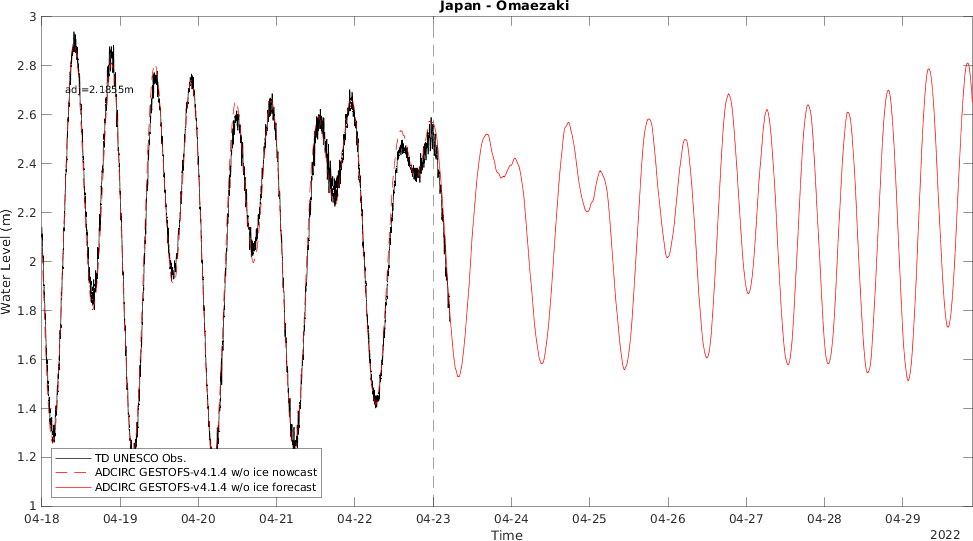 Japan - Omaezaki
3
2.8
adj=2.1855m
2.6
2.4
2.2
Water Level (m)
2
1.8
1.6
1.4
1.2
1
TD UNESCO Obs.
ADCIRC GESTOFS-v4.1.4 w/o ice nowcast
ADCIRC GESTOFS-v4.1.4 w/o ice forecast
04-18 04-19 04-20 04-21 04-22 04-23 04-24 04-25 04-26 04-27 04-28 04-29
Time
2022